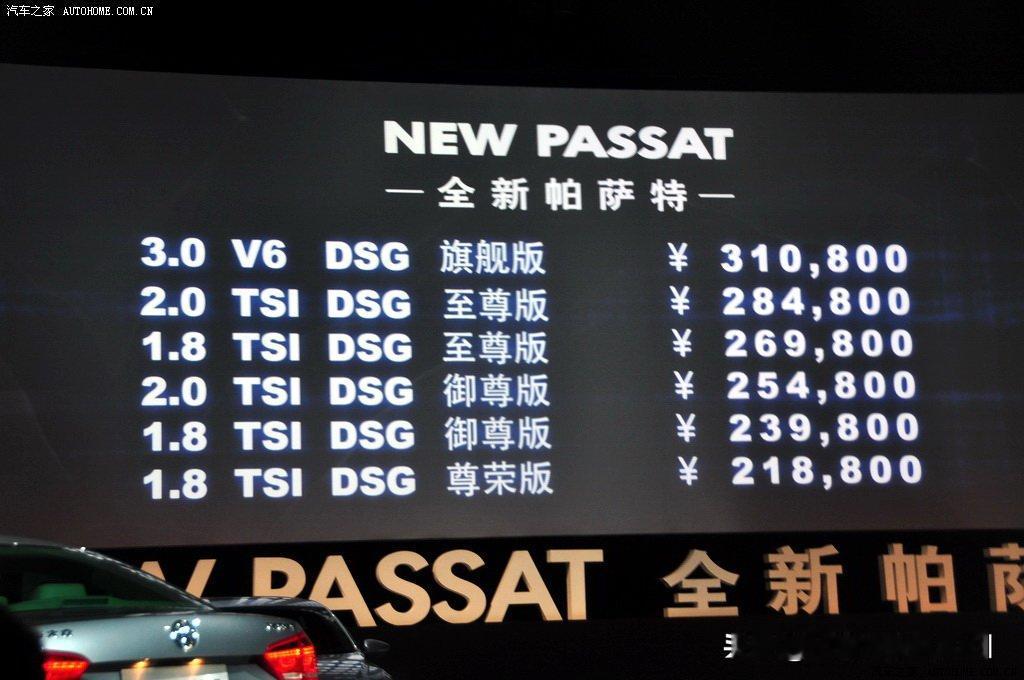 汽车之家 AUTOHOME.COM.CN
NEW PASSAT
—全新帕萨特—
3.0 V6 DSG 旗舰版 ¥ 310,800
2.0 TSI DSG 至尊版 ¥ 284,800
1.8 TSI DSG 至尊版 ¥ 269,800
2.0 TSI DSG 御尊版 ¥ 254,800
1.8 TSI DSG 御尊版 ¥ 239,800
1.8 TSI DSG 尊荣版 ¥ 218,800
W PASSAT 全新帕萨